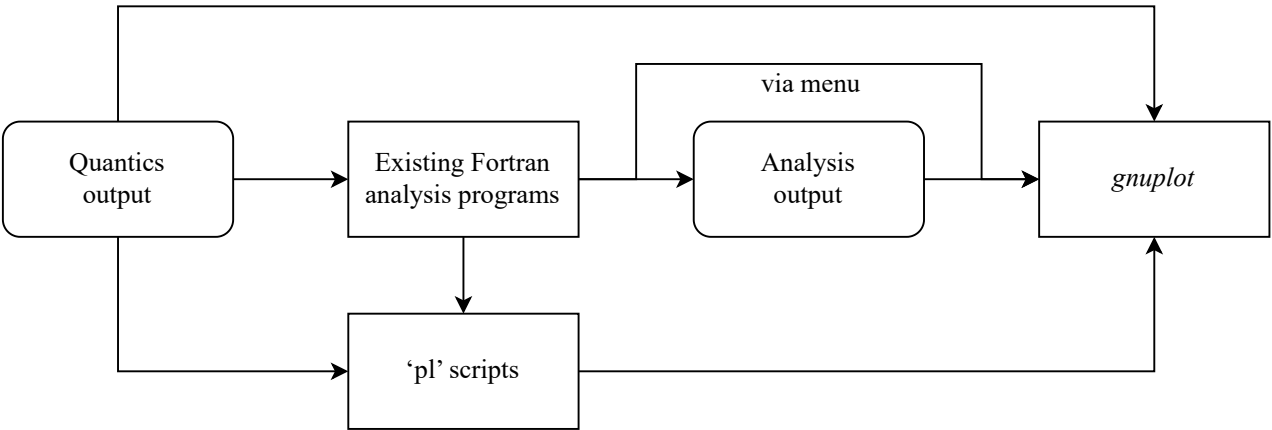 via menu
Quantics
output
Existing Fortran
analysis programs
Analysis
output
gnuplot
‘pl’ scripts